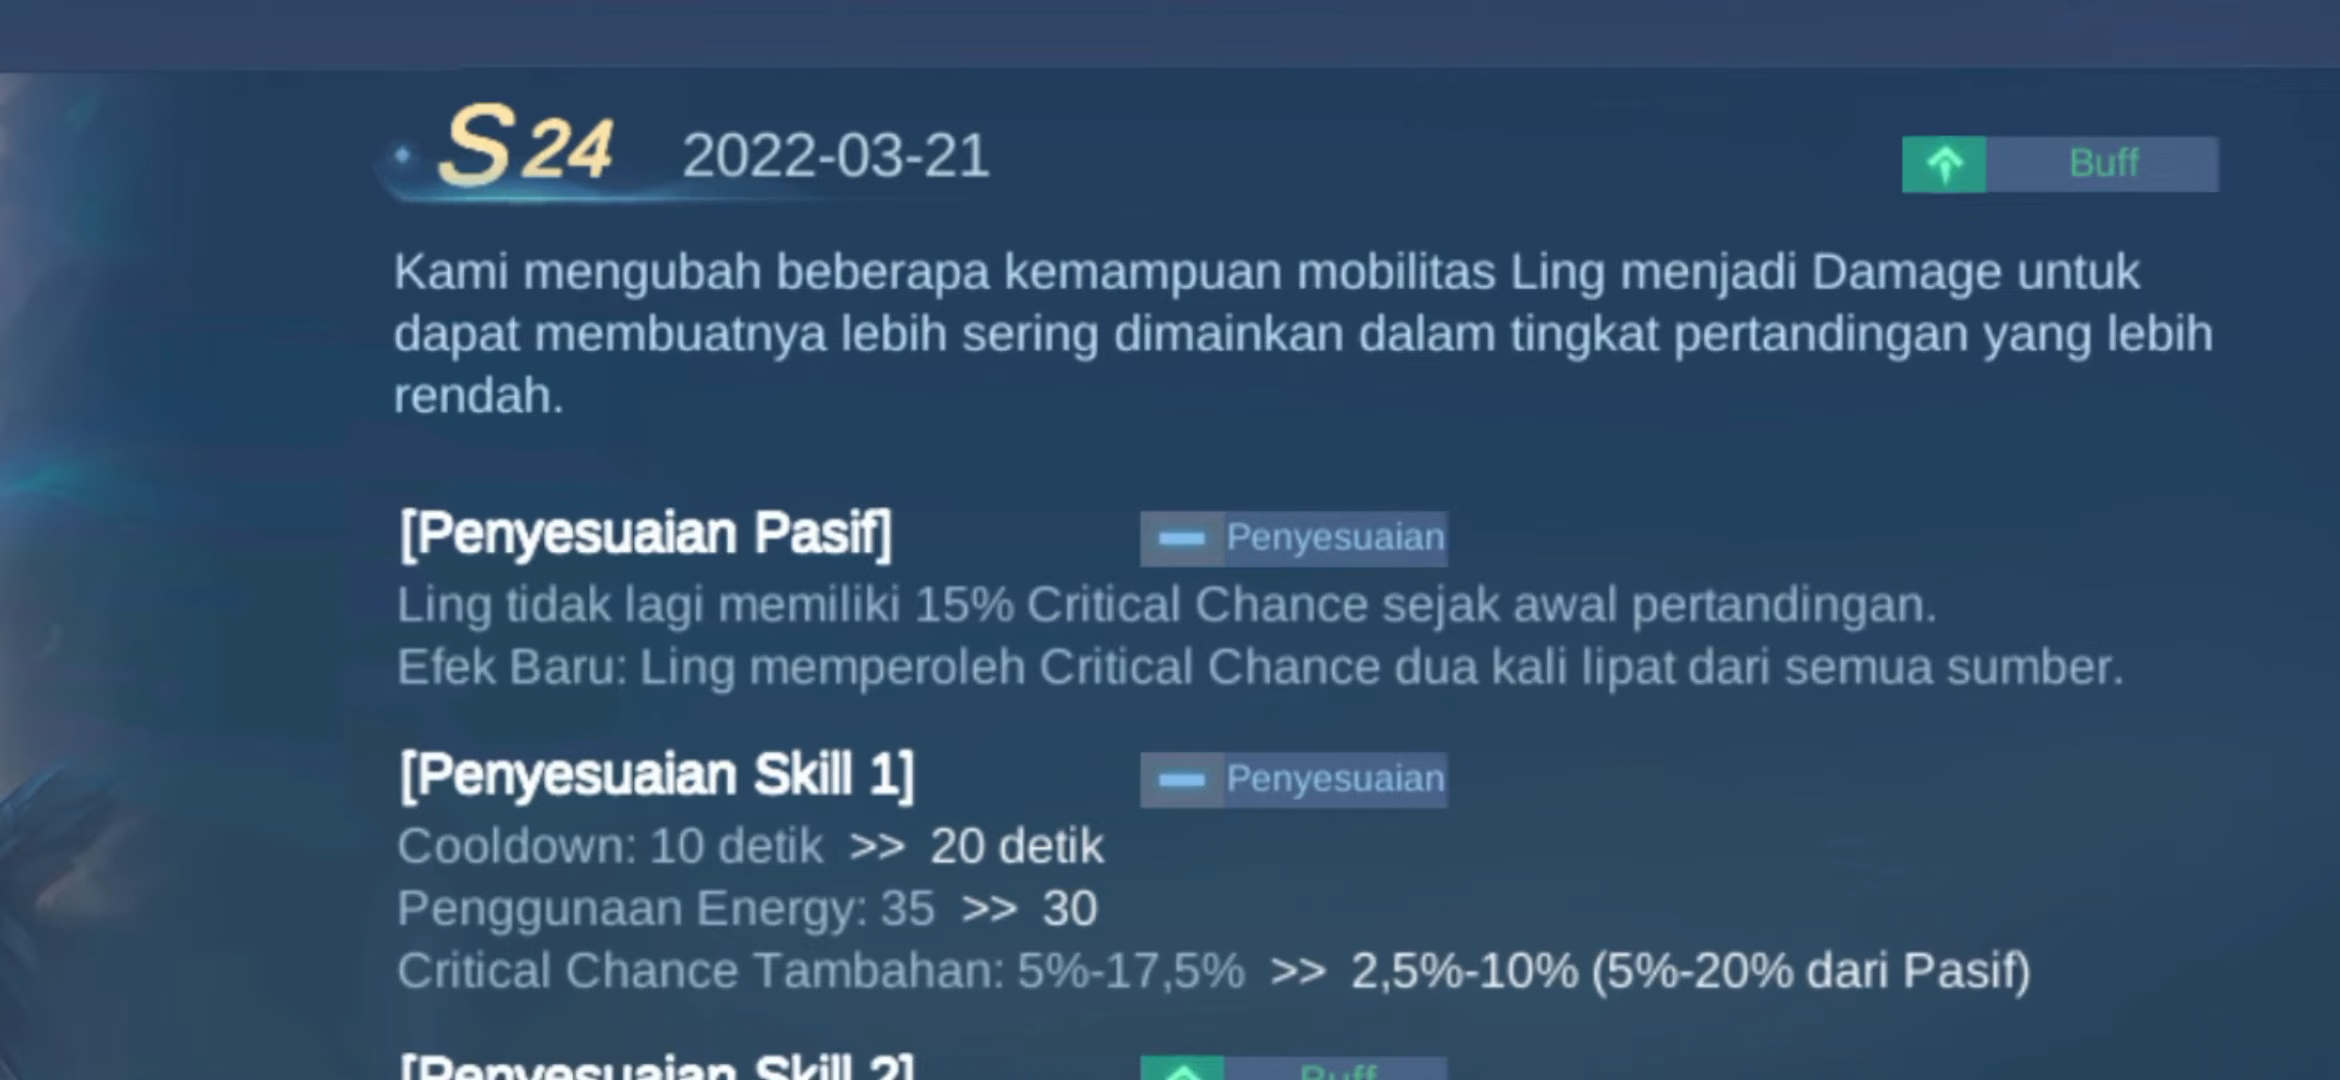 S24 2022-03-21 Buff
Kami mengubah beberapa kemampuan mobilitas Ling menjadi Damage untuk
dapat membuatnya lebih sering dimainkan dalam tingkat pertandingan yang lebih
rendah.
[Penyesuaian Pasif] Penyesuaian
Ling tidak lagi memiliki 15% Critical Chance sejak awal pertandingan.
Efek Baru: Ling memperoleh Critical Chance dua kali lipat dari semua sumber.
[Penyesuaian Skill 1] Penyesuaian
Cooldown: 10 detik >> 20 detik
Penggunaan Energy: 35 >> 30
Critical Chance Tambahan: 5%-17,5% >> 2,5%-10% (5%-20% dari Pasif)
[Penyesuaian Skill 2] Buff